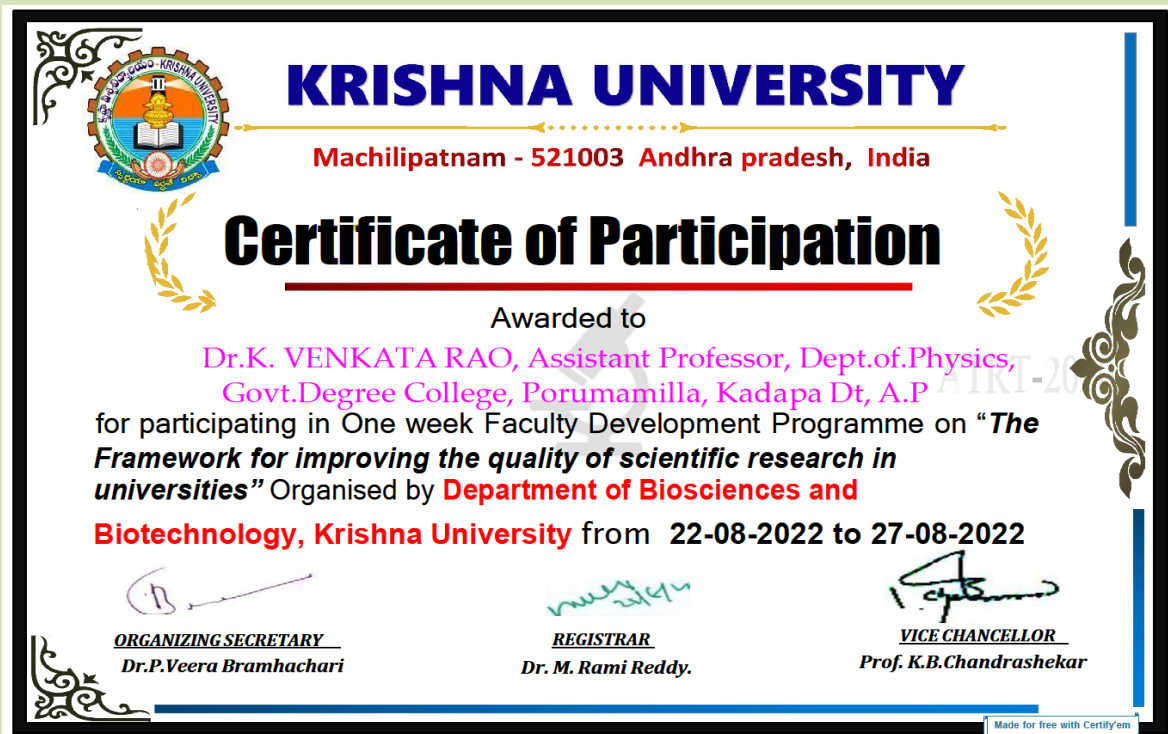 కృష్ణా విశ్వవిద్యాలయం - KRISHNA UNIVERSITY
KRISHNA UNIVERSITY
Machilipatnam - 521003 Andhra pradesh, India
Certificate of Participation
Awarded to
Dr.K. VENKATA RAO, Assistant Professor, Dept.of.Physics,
Govt.Degree College, Porumamilla, Kadapa Dt, A.P
for participating in One week Faculty Development Programme on “The
Framework for improving the quality of scientific research in
universities” Organised by Department of Biosciences and
Biotechnology, Krishna University from 22-08-2022 to 27-08-2022
ORGANIZING SECRETARY
Dr.P.Veera Bramhachari
REGISTRAR
Dr. M. Rami Reddy.
VICE CHANCELLOR
Prof. K.B.Chandrashekar
Made for free with Certify'em